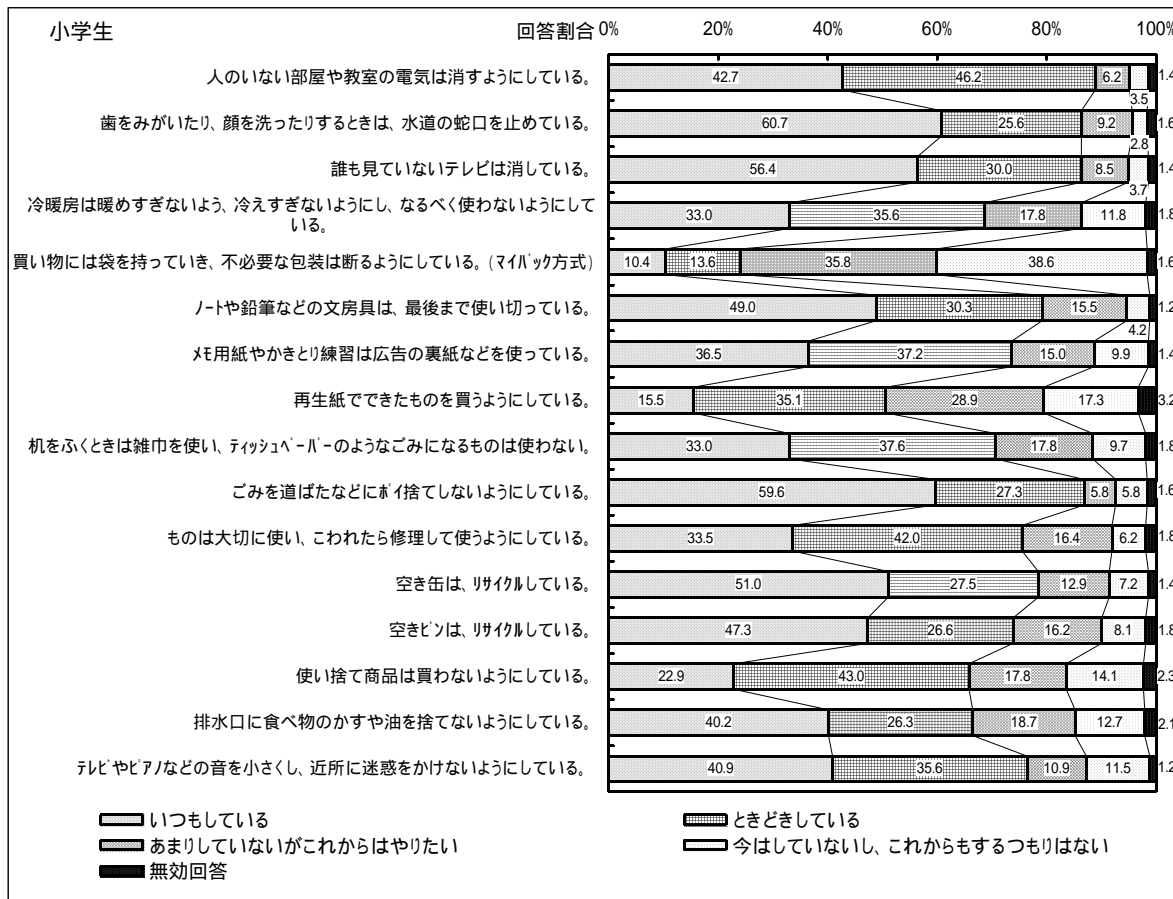 小学生
回答割合 0% 20% 40% 60% 80% 100%
人のいない部屋や教室の電気は消すようにしている。 42.7 46.2 6.2 3.5 1.4
歯をみがいたり、顔を洗ったりするときは、水道の蛇口を止めている。 60.7 25.6 9.2 2.8 1.6
誰も見ていないテレビは消している。 56.4 30.0 8.5 3.7 1.4
冷暖房は暖めすぎないよう、冷えすぎないようにし、なるべく使わないようにして
いる。 33.0 35.6 17.8 11.8 1.8
買い物には袋を持っていき、不必要な包装は断るようにしている。(マイバック方式) 10.4 13.6 35.8 38.6 1.6
ノートや鉛筆などの文房具は、最後まで使い切っている。 49.0 30.3 15.5 4.2 1.2
メモ用紙やかきとり練習は広告の裏紙などを使っている。 36.5 37.2 15.0 9.9 1.4
再生紙でできたものを買うようにしている。 15.5 35.1 28.9 17.3 3.2
机をふくときは雑巾を使い、ティッシュペーパーのようなごみになるものは使わない。 33.0 37.6 17.8 9.7 1.8
ごみを道ばたなどにポイ捨てしないようにしている。 59.6 27.3 5.8 5.8 1.6
ものは大切に使い、こわれたら修理して使うようにしている。 33.5 42.0 16.4 6.2 1.8
空き缶は、リサイクルしている。 51.0 27.5 12.9 7.2 1.4
空きビンは、リサイクルしている。 47.3 26.6 16.2 8.1 1.8
使い捨て商品は買わないようにしている。 22.9 43.0 17.8 14.1 2.3
排水口に食べ物のかすや油を捨てないようにしている。 40.2 26.3 18.7 12.7 2.1
テレビやピアノなどの音を小さくし、近所に迷惑をかけないようにしている。 40.9 35.6 10.9 11.5 1.2
いつもしている ときどきしている
あまりしていないがこれからはやりたい 今はしていないし、これからもするつもりはない
無効回答